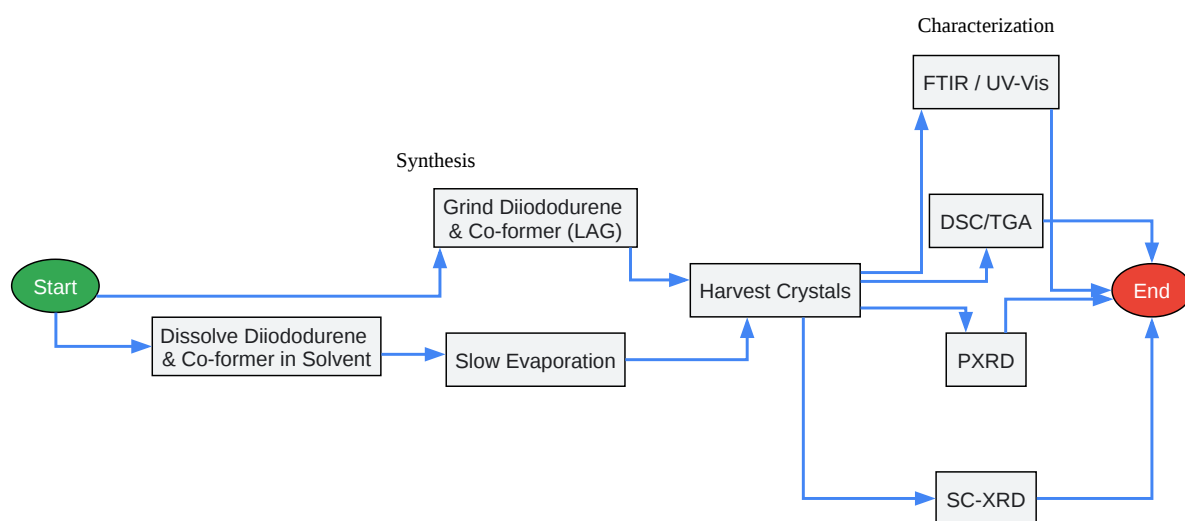 Characterization
FTIR / UV-Vis
Synthesis
Grind Diiododurene
& Co-former (LAG)
DSC/TGA
Start
Harvest Crystals
End
Dissolve Diiododurene
& Co-former in Solvent
Slow Evaporation
PXRD
SC-XRD